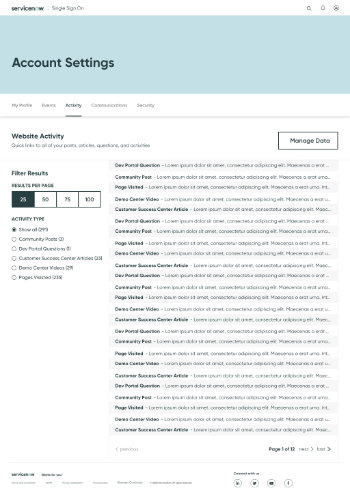 servicenow | Single Sign On
Account Settings
My Profile Events Activity Communications Security
Website Activity
Quick links to all of your posts, articles, questions, and activities
Manage Data
Filter Results
RESULTS PER PAGE
25 50 75 100
ACTIVITY TYPE
Show all (291)
Community Posts (2)
Dev Portal Questions (1)
Customer Success Center Articles (23)
Demo Center Videos (29)
Pages Visited (235)
Dev Portal Question - Lorem ipsum dolor sit amet, consectetur adipiscing elit. Maecenas a erat ...
Community Post - Lorem ipsum dolor sit amet, consectetur adipiscing elit. Maecenas a erat urna...
Page Visited - Lorem ipsum dolor sit amet, consectetur adipiscing elit. Maecenas a erat urna. Int...
Demo Center Video - Lorem ipsum dolor sit amet, consectetur adipiscing elit. Maecenas a erat...
Customer Success Center Article - Lorem ipsum dolor sit amet, consectetur adipiscing elit. Maec...
Dev Portal Question - Lorem ipsum dolor sit amet, consectetur adipiscing elit. Maecenas a erat ...
Community Post - Lorem ipsum dolor sit amet, consectetur adipiscing elit. Maecenas a erat urna...
Page Visited - Lorem ipsum dolor sit amet, consectetur adipiscing elit. Maecenas a erat urna. Int...
Demo Center Video - Lorem ipsum dolor sit amet, consectetur adipiscing elit. Maecenas a erat...
Customer Success Center Article - Lorem ipsum dolor sit amet, consectetur adipiscing elit. Maec...
Dev Portal Question - Lorem ipsum dolor sit amet, consectetur adipiscing elit. Maecenas a erat ...
Community Post - Lorem ipsum dolor sit amet, consectetur adipiscing elit. Maecenas a erat urna...
Page Visited - Lorem ipsum dolor sit amet, consectetur adipiscing elit. Maecenas a erat urna. Int...
Demo Center Video - Lorem ipsum dolor sit amet, consectetur adipiscing elit. Maecenas a erat...
Customer Success Center Article - Lorem ipsum dolor sit amet, consectetur adipiscing elit. Maec...
Dev Portal Question - Lorem ipsum dolor sit amet, consectetur adipiscing elit. Maecenas a erat ...
Community Post - Lorem ipsum dolor sit amet, consectetur adipiscing elit. Maecenas a erat urna...
Page Visited - Lorem ipsum dolor sit amet, consectetur adipiscing elit. Maecenas a erat urna. Int...
Demo Center Video - Lorem ipsum dolor sit amet, consectetur adipiscing elit. Maecenas a erat...
Customer Success Center Article - Lorem ipsum dolor sit amet, consectetur adipiscing elit. Maec...
Dev Portal Question - Lorem ipsum dolor sit amet, consectetur adipiscing elit. Maecenas a erat ...
Community Post - Lorem ipsum dolor sit amet, consectetur adipiscing elit. Maecenas a erat urna...
Page Visited - Lorem ipsum dolor sit amet, consectetur adipiscing elit. Maecenas a erat urna. Int...
Demo Center Video - Lorem ipsum dolor sit amet, consectetur adipiscing elit. Maecenas a erat...
Customer Success Center Article - Lorem ipsum dolor sit amet, consectetur adipiscing elit. Maec...
previous Page 1 of 12 next last
servicenow
Connect with us